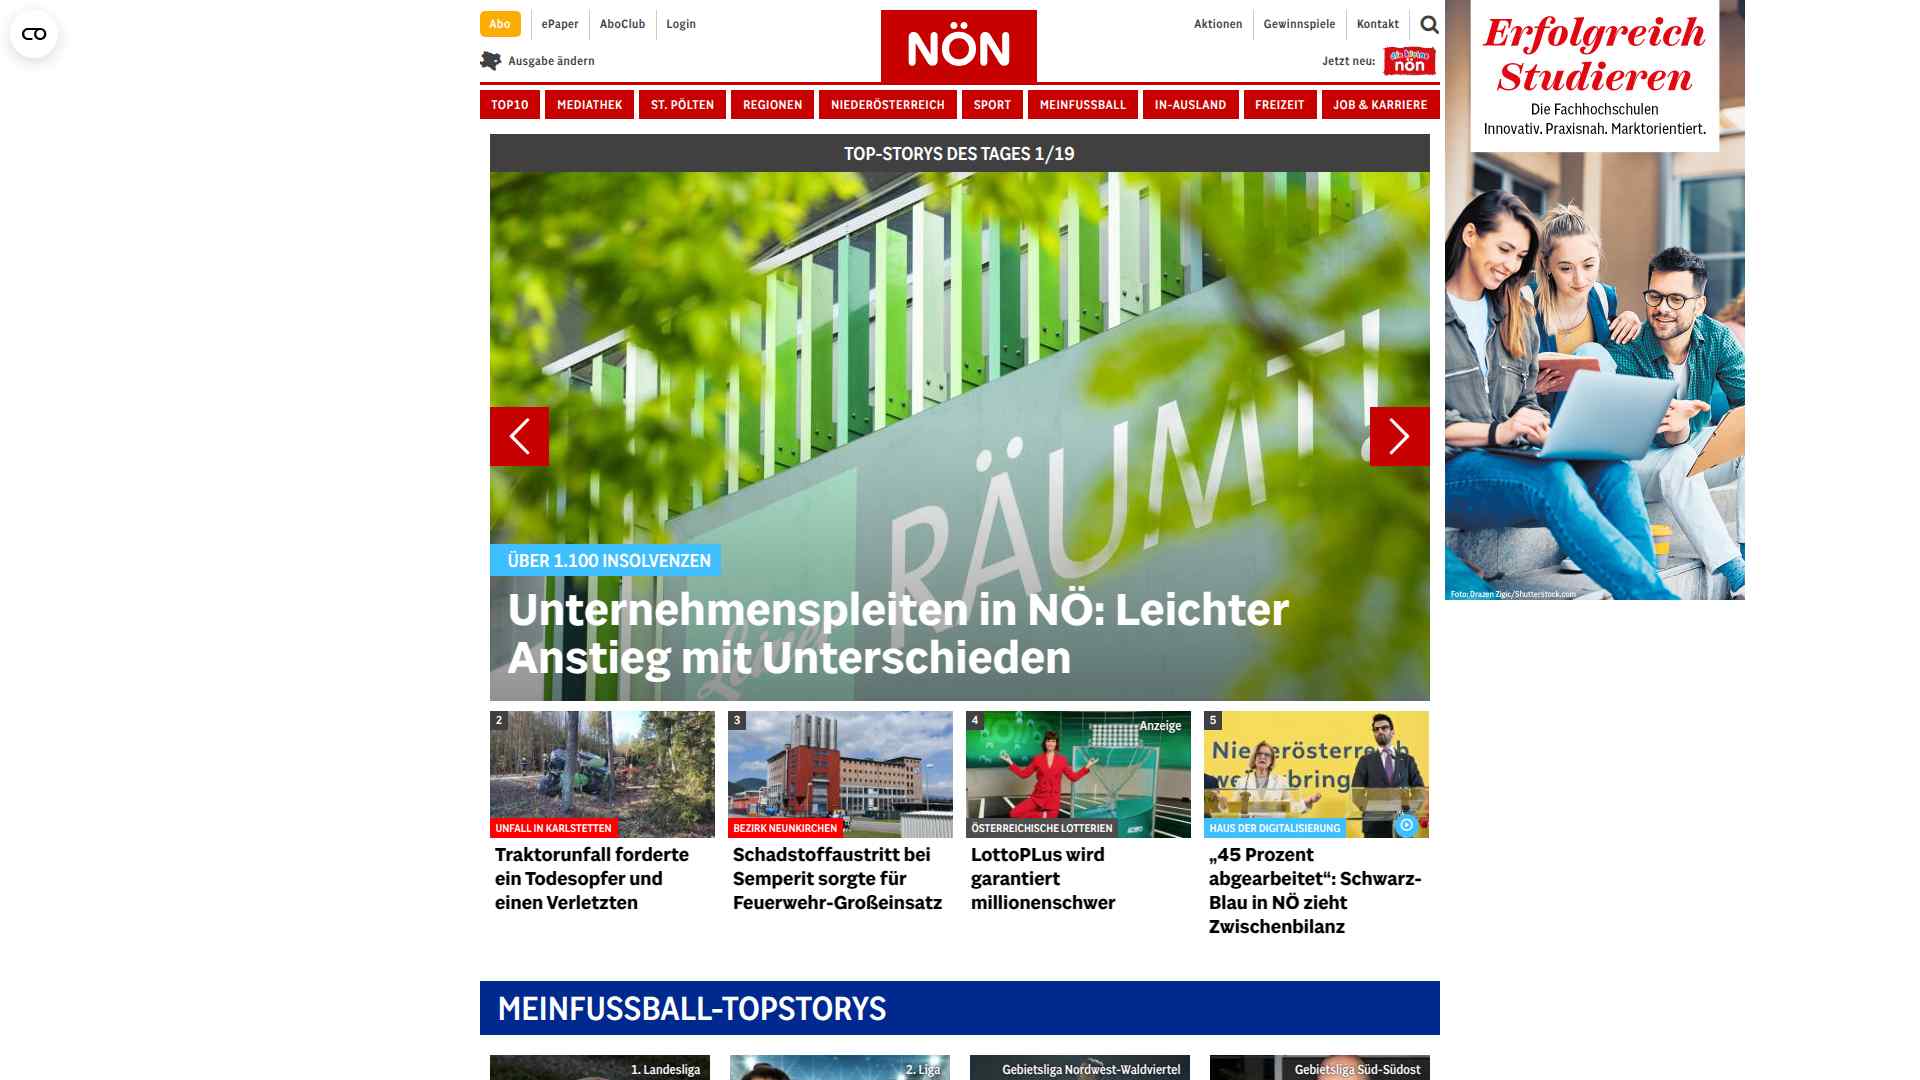 Abo
ePaper
AboClub
Login
NÖN
Aktionen
Gewinnspiele
Kontakt
Ausgabe ändern
Jetzt neu:
die kleine
nön
TOP10
MEDIATHEK
ST. PÖLTEN
REGIONEN
NIEDERÖSTERREICH
SPORT
MEINFUSSBALL
IN-AUSLAND
FREIZEIT
JOB & KARRIERE
Erfolgreich
Studieren
Die Fachhochschulen
Innovativ. Praxisnah. Marktorientiert.
Foto: Drazen Zigic/Shutterstock.com
TOP-STORYS DES TAGES 1/19
RÄUMT!
ÜBER 1.100 INSOLVENZEN
Unternehmenspleiten in NÖ: Leichter
Anstieg mit Unterschieden
2
UNFALL IN KARLSTETTEN
Traktorunfall forderte
ein Todesopfer und
einen Verletzten
3
BEZIRK NEUNKIRCHEN
Schadstoffaustritt bei
Semperit sorgte für
Feuerwehr-Großeinsatz
4
Anzeige
ÖSTERREICHISCHE LOTTERIEN
LottoPLus wird
garantiert
millionenschwer
5
HAUS DER DIGITALISIERUNG
„45 Prozent
abgearbeitet“: Schwarz-
Blau in NÖ zieht
Zwischenbilanz
MEINFUSSBALL-TOPSTORYS
1. Landesliga
2. Liga
Gebietsliga Nordwest-Waldviertel
Gebietsliga Süd-Südost